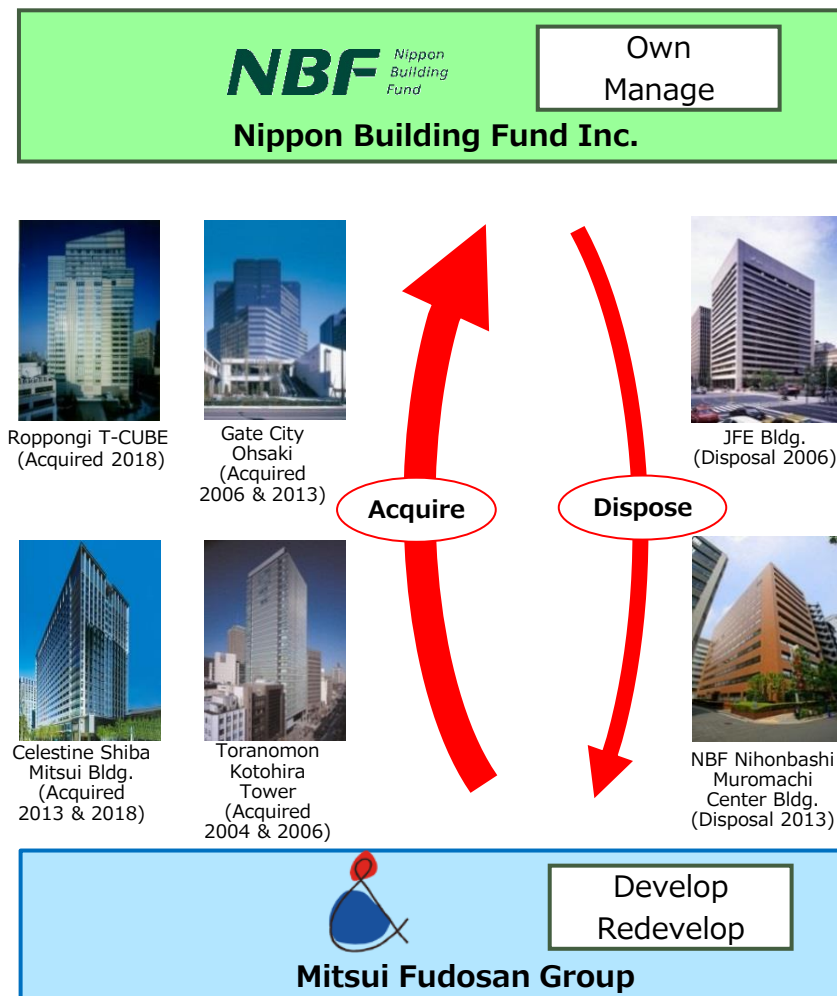 NBF
Nippon
Building
Fund
Own
Manage
Nippon Building Fund Inc.
Roppongi T-CUBE
(Acquired 2018)
Gate City
Ohsaki
(Acquired
2006 & 2013)
JFE Bldg.
(Disposal 2006)
Acquire
Dispose
Celestine Shiba
Mitsui Bldg.
(Acquired
2013 & 2018)
Toranomon
Kotohira
Tower
(Acquired
2004 & 2006)
NBF Nihonbashi
Muromachi
Center Bldg.
(Disposal 2013)
Develop
Redevelop
Mitsui Fudosan Group